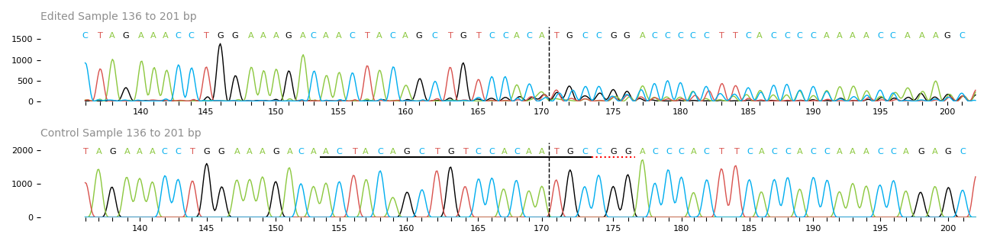 Edited Sample 136 to 201 bp
C T A G A A A C C T G G A A A G A C A A C T A C A G C T G T C C A C A T G C C G G A C C C C C T T C A C C C C A A A A C C A A A G C
1500
1000
500
0
140 145 150 155 160 165 170 175 180 185 190 195 200
Control Sample 136 to 201 bp
T A G A A A C C T G G A A A G A C A A C T A C A G C T G T C C A C A A T G C C G G A C C C A C T T C A C C A C C A A A C C A G A G C
2000
1000
0
140 145 150 155 160 165 170 175 180 185 190 195 200